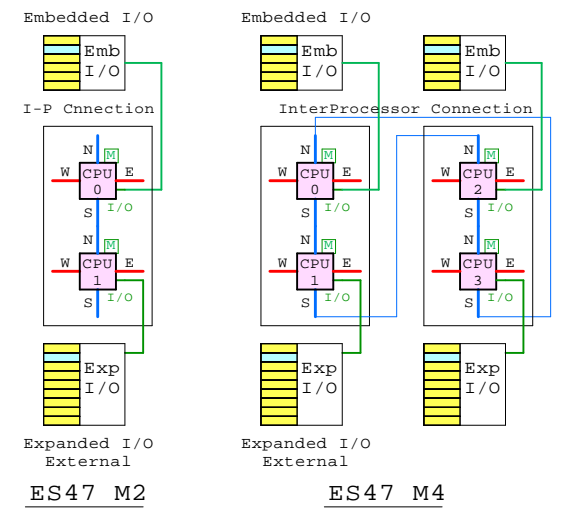 Embedded I/O
Embedded I/O
Emb
I/O
Emb
I/O
Emb
I/O
I-P Cnnection
InterProcessor Connection
N
M
W
CPU
0
E
S
I/O
N
M
W
CPU
1
E
S
I/O
N
M
W
CPU
0
E
S
I/O
N
M
W
CPU
1
E
S
I/O
N
M
W
CPU
2
E
S
I/O
N
M
W
CPU
3
E
S
I/O
Exp
I/O
Exp
I/O
Exp
I/O
Expanded I/O
External
Expanded I/O
External
ES47 M2
ES47 M4